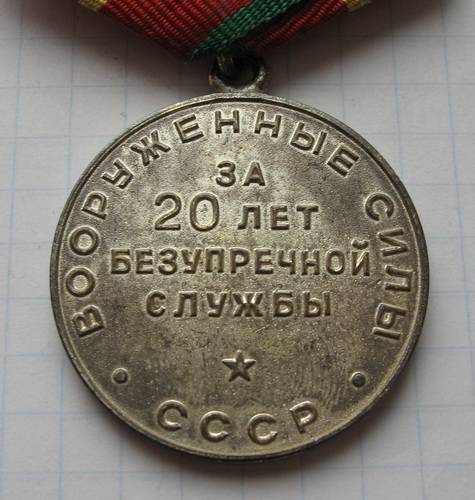 ВООРУЖЕННЫЕ СИЛЫ
ЗА
20 ЛЕТ
БЕЗУПРЕЧНОЙ
СЛУЖБЫ
• СССР •